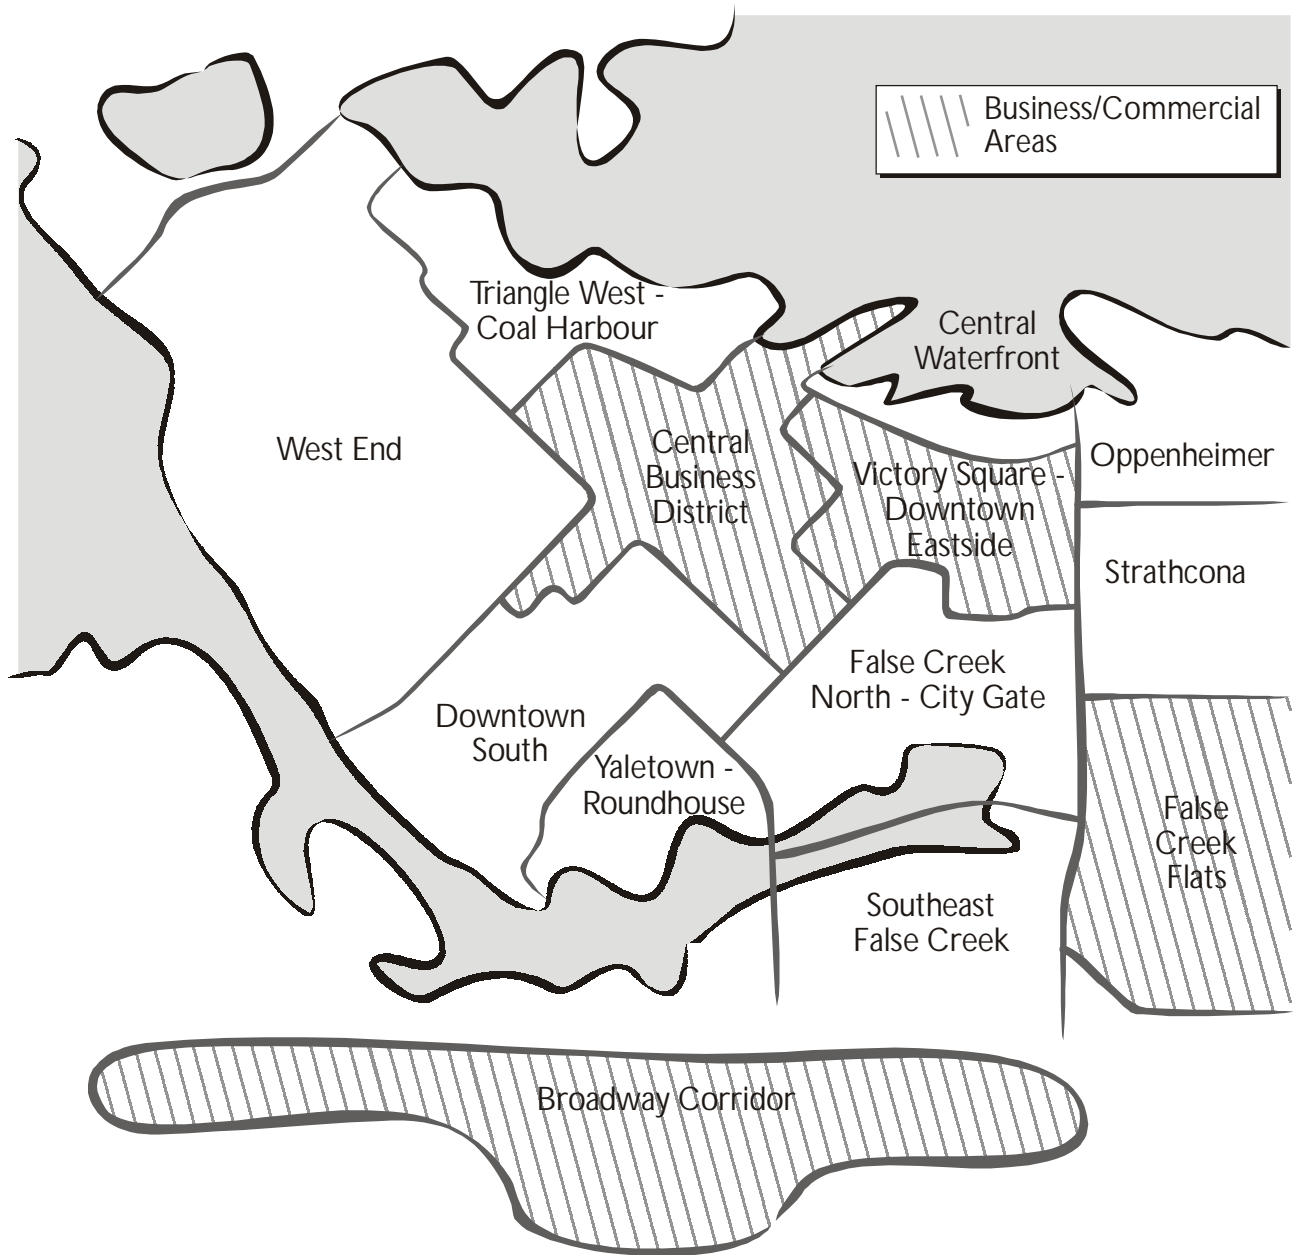 Business/Commercial
Areas
Triangle West -
Coal Harbour
Central
Waterfront
West End
Central
Business
District
Victory Square -
Downtown
Eastside
Oppenheimer
Strathcona
False Creek
North - City Gate
Downtown
South
Yaletown -
Roundhouse
False
Creek
Flats
Southeast
False Creek
Broadway Corridor